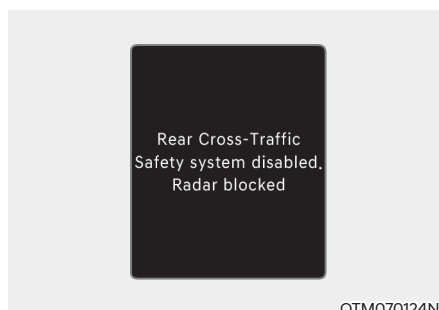 Rear Cross-Traffic
Safety system disabled.
Radar blocked
OTM070124N